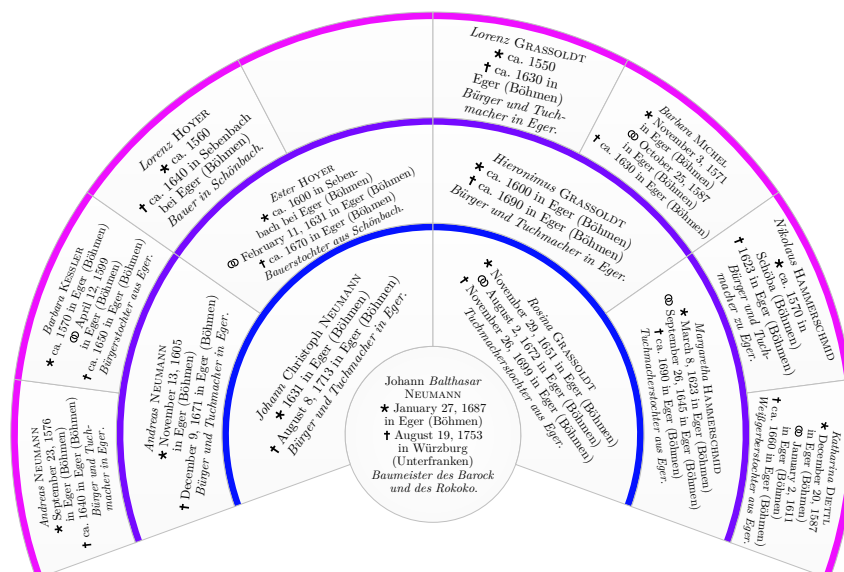 Johann Balthasar
NEUMANN
★ January 27, 1687
in Eger (Böhmen)
✝ August 19, 1753
in Würzburg
(Unterfranken)
Baumeister des Barock
und des Rokoko.
Johann Christoph NEUMANN
★ 1631 in Eger (Böhmen)
✝ August 8, 1713 in Eger (Böhmen)
Bürger und Tuchmacher in Eger.
Rosina GRASSOLDT
★ November 29, 1651 in Eger (Böhmen)
⚭ August 2, 1672 in Eger (Böhmen)
✝ November 26, 1699 in Eger (Böhmen)
Tuchmacherstochter aus Eger.
Andreas NEUMANN
★ November 13, 1605
in Eger (Böhmen)
✝ December 9, 1671 in Eger (Böhmen)
Bürger und Tuchmacher in Eger.
Ester HOYER
★ ca. 1600 in Seben-
bach bei Eger (Böhmen)
⚭ February 11, 1631 in Eger (Böhmen)
✝ ca. 1670 in Eger (Böhmen)
Bauerstochter aus Schönbach.
Hieronimus GRASSOLDT
★ ca. 1600 in Eger (Böhmen)
✝ ca. 1690 in Eger (Böhmen)
Bürger und Tuchmacher in Eger.
Margaretha HAMMERSCHMID
★ March 8, 1623 in Eger (Böhmen)
⚭ September 26, 1645 in Eger (Böhmen)
✝ ca. 1690 in Eger (Böhmen)
Tuchmacherstochter aus Eger.
Andreas NEUMANN
★ September 23, 1576
in Eger (Böhmen)
✝ ca. 1640 in Eger (Böhmen)
Bürger und Tuch-
macher in Eger.
Barbara KESSLER
★ ca. 1570 in Eger (Böhmen)
⚭ April 12, 1599
in Eger (Böhmen)
✝ ca. 1650 in Eger (Böhmen)
Bürgerstochter aus Eger.
Lorenz HOYER
★ ca. 1560
✝ ca. 1640 in Sebenbach
bei Eger (Böhmen)
Bauer in Schönbach.
Lorenz GRASSOLDT
★ ca. 1550
✝ ca. 1630 in
Eger (Böhmen)
Bürger und Tuch-
macher in Eger.
Barbara MICHEL
★ November 3, 1571
in Eger (Böhmen)
⚭ October 25, 1587
in Eger (Böhmen)
✝ ca. 1630 in Eger (Böhmen)
Nikolaus HAMMERSCHMID
★ ca. 1570 in
Schöba (Böhmen)
✝ 1623 in Eger (Böhmen)
Bürger und Tuch-
macher zu Eger.
Katharina DIETTL
★ December 20, 1587
in Eger (Böhmen)
⚭ January 2, 1611
in Eger (Böhmen)
✝ ca. 1660 in Eger (Böhmen)
Weißgerberstochter aus Eger.